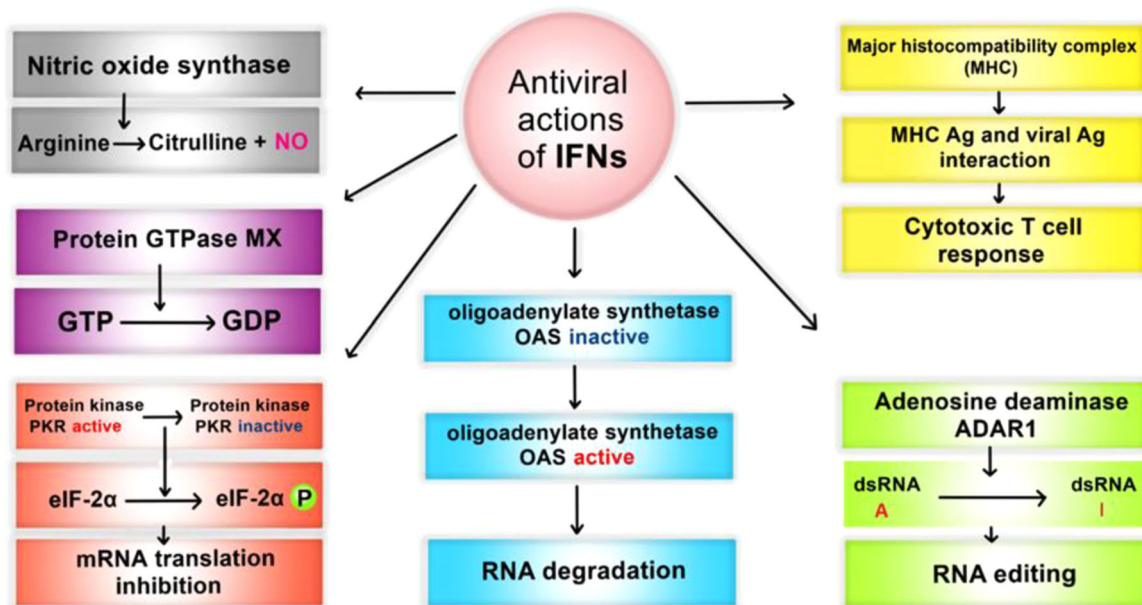 Antiviral
actions
of IFNs
Nitric oxide synthase
Arginine Citrulline + NO
Protein GTPase MX
GTP GDP
Protein kinase Protein kinase
PKR active PKR inactive
eIF-2α eIF-2α P
mRNA translation
inhibition
oligoadenylate synthetase
OAS inactive
oligoadenylate synthetase
OAS active
RNA degradation
Major histocompatibility complex
(MHC)
MHC Ag and viral Ag
interaction
Cytotoxic T cell
response
Adenosine deaminase
ADAR1
dsRNA dsRNA
A I
RNA editing